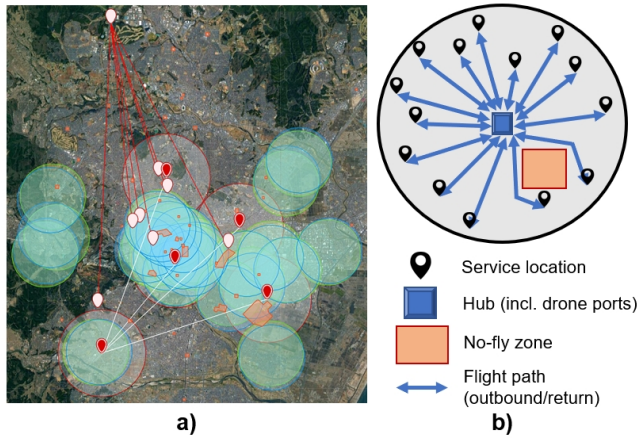 Service location
Hub (incl. drone ports)
No-fly zone
Flight path
(outbound/return)
a)
b)